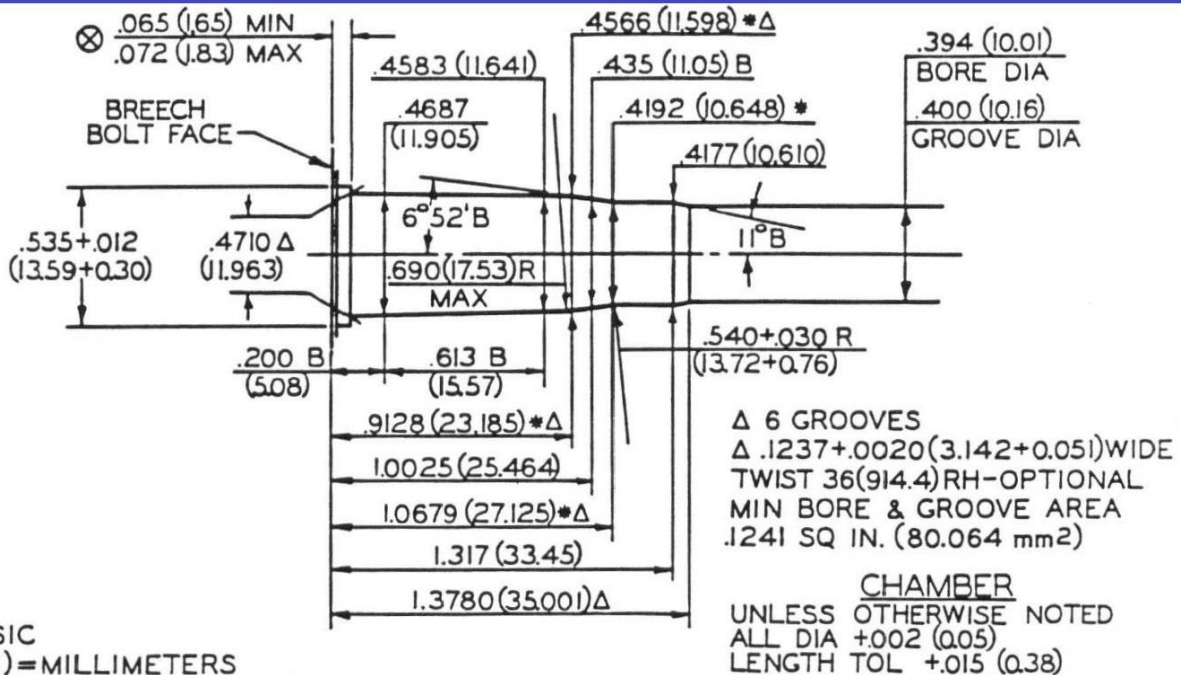 ⊗ .065 (1.65) MIN
.072 (1.83) MAX
.4566 (11.598) *Δ
.4583 (11.641)
.435 (11.05) B
.394 (10.01)
BORE DIA
BREECH
BOLT FACE
.4687
(11.905)
.4192 (10.648) *
.400 (10.16)
GROOVE DIA
.4177 (10.610)
6°52'B
11°B
.535+.012
(13.59+0.30)
.4710 Δ
(11.963)
.690 (17.53) R
MAX
.540+.030 R
(13.72+0.76)
.200 B
(5.08)
.613 B
(15.57)
.9128 (23.185) *Δ
1.0025 (25.464)
1.0679 (27.125) *Δ
1.317 (33.45)
1.3780 (35.001) Δ
Δ 6 GROOVES
Δ .1237+.0020 (3.142+0.051) WIDE
TWIST 36 (914.4) RH-OPTIONAL
MIN BORE & GROOVE AREA
.1241 SQ IN. (80.064 mm2)
CHAMBER
UNLESS OTHERWISE NOTED
ALL DIA +.002 (0.05)
LENGTH TOL +.015 (0.38)
SIC
)=MILLIMETERS